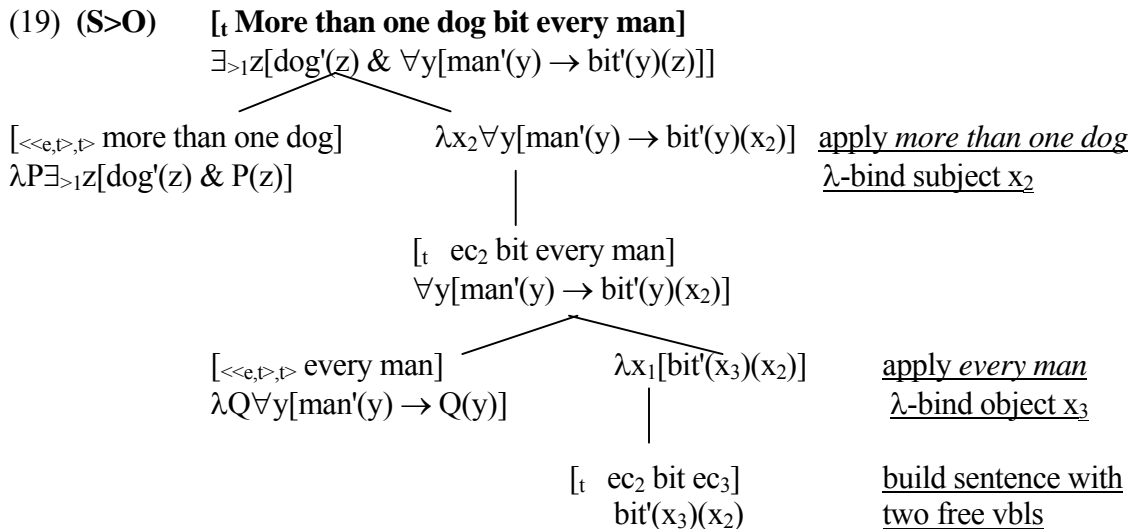 (19) (S>O) [t More than one dog bit every man]
∃>1z[dog'(z) & ∀y[man'(y) → bit'(y)(z)]]
[<<e,t>,t> more than one dog] λx2∀y[man'(y) → bit'(y)(x2)] apply more than one dog
λP∃>1z[dog'(z) & P(z)] λ-bind subject x2
[t ec2 bit every man]
∀y[man'(y) → bit'(y)(x2)]
[<<e,t>,t> every man] λx1[bit'(x3)(x2)] apply every man
λQ∀y[man'(y) → Q(y)] λ-bind object x3
[t ec2 bit ec3] build sentence with
bit'(x3)(x2) two free vbls